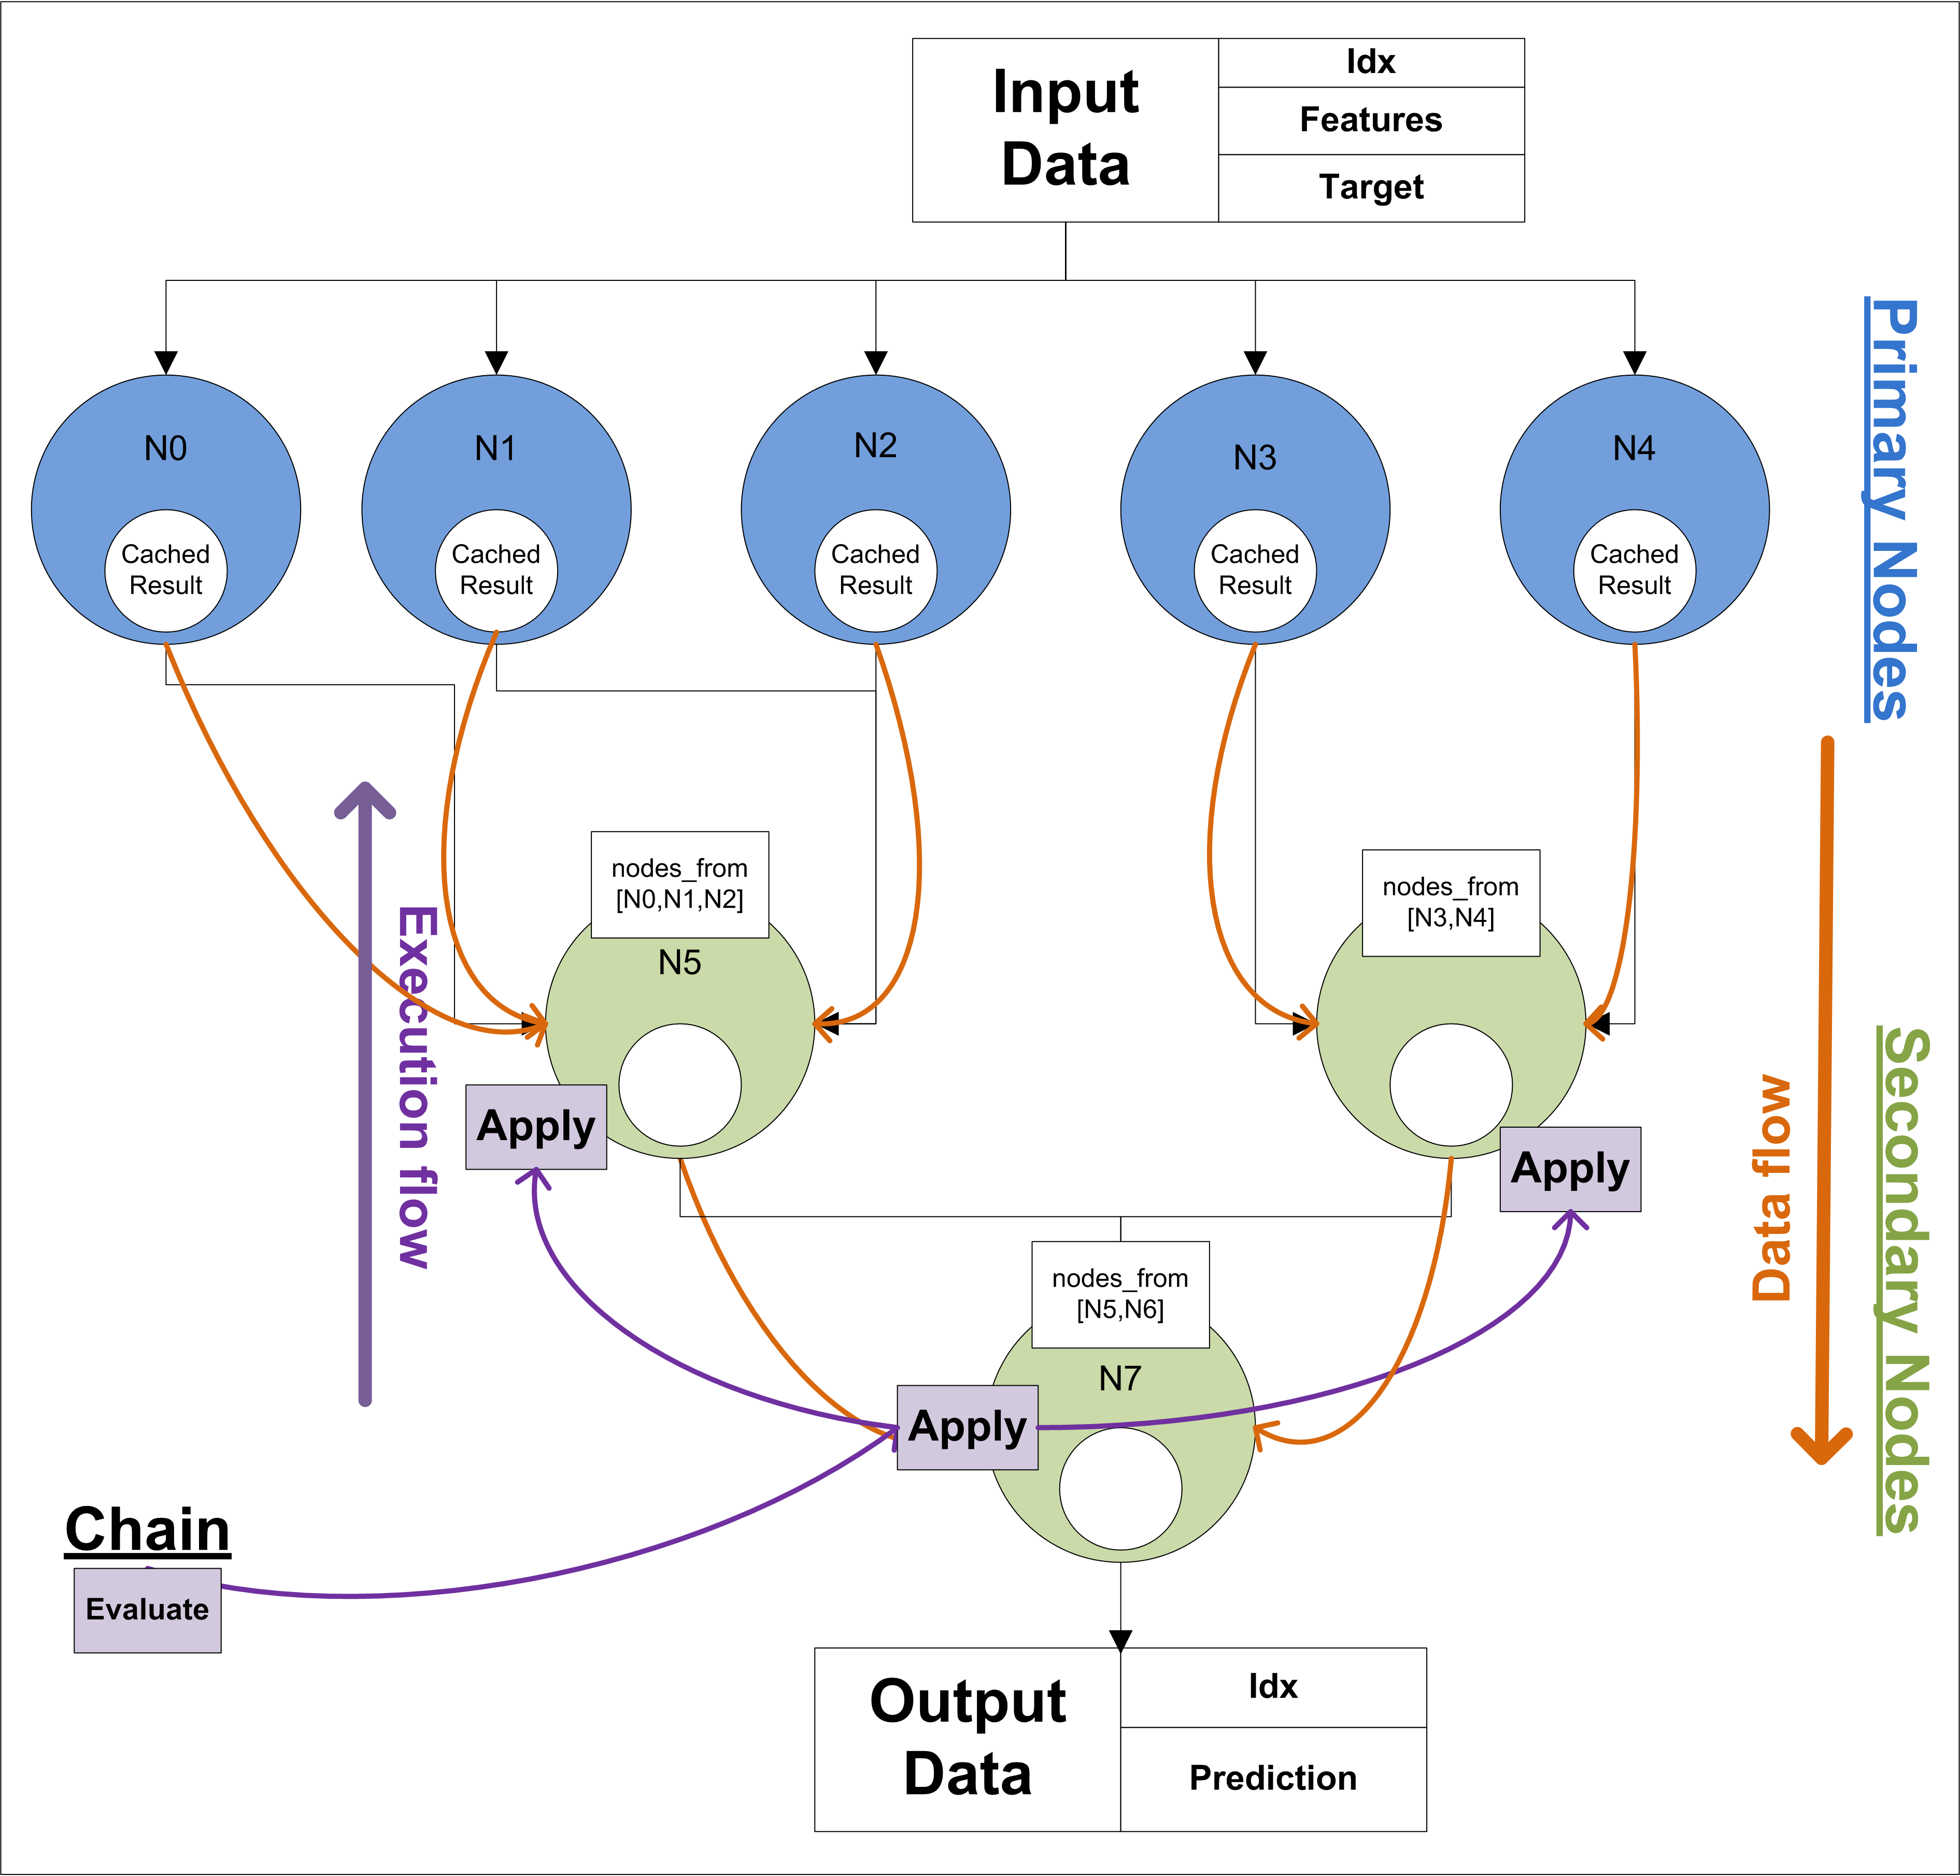 Input
Data
Idx
Features
Target
Primary Nodes
N0
N1
N2
N3
N4
Cached
Result
Cached
Result
Cached
Result
Cached
Result
Cached
Result
Execution flow
nodes_from
[N0,N1,N2]
N5
nodes_from
[N3,N4]
Apply
Apply
Data flow
Secondary Nodes
nodes_from
[N5,N6]
N7
Apply
Chain
Evaluate
Output
Data
Idx
Prediction